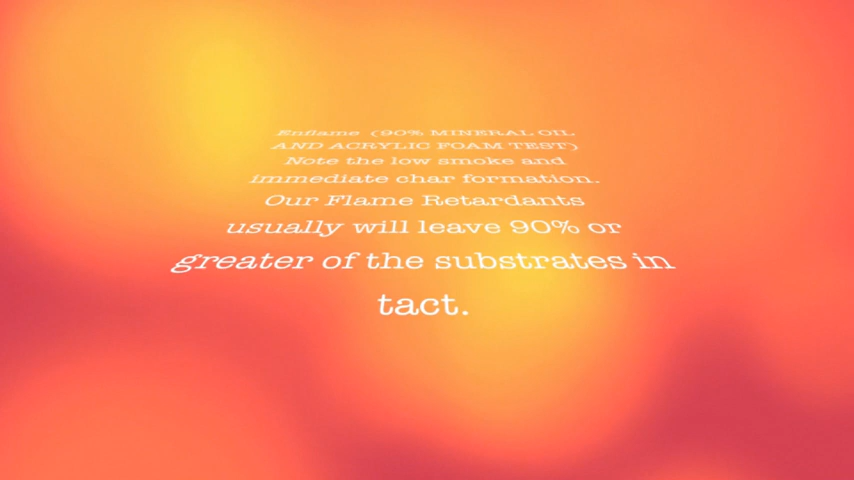 Enflame (90% MINERAL OIL
AND ACRYLIC FOAM TEST)
Note the low smoke and
immediate char formation.
Our Flame Retardants
usually will leave 90% or
greater of the substrates in
tact.